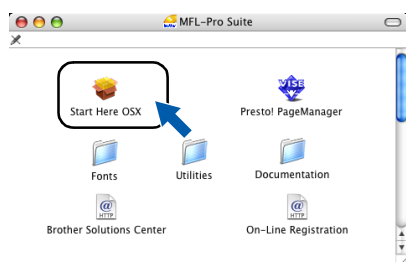 MFL-Pro Suite
Start Here OSX
VISE
Presto! PageManager
Fonts
Utilities
Documentation
@
HTTP
@
HTTP
Brother Solutions Center
On-Line Registration